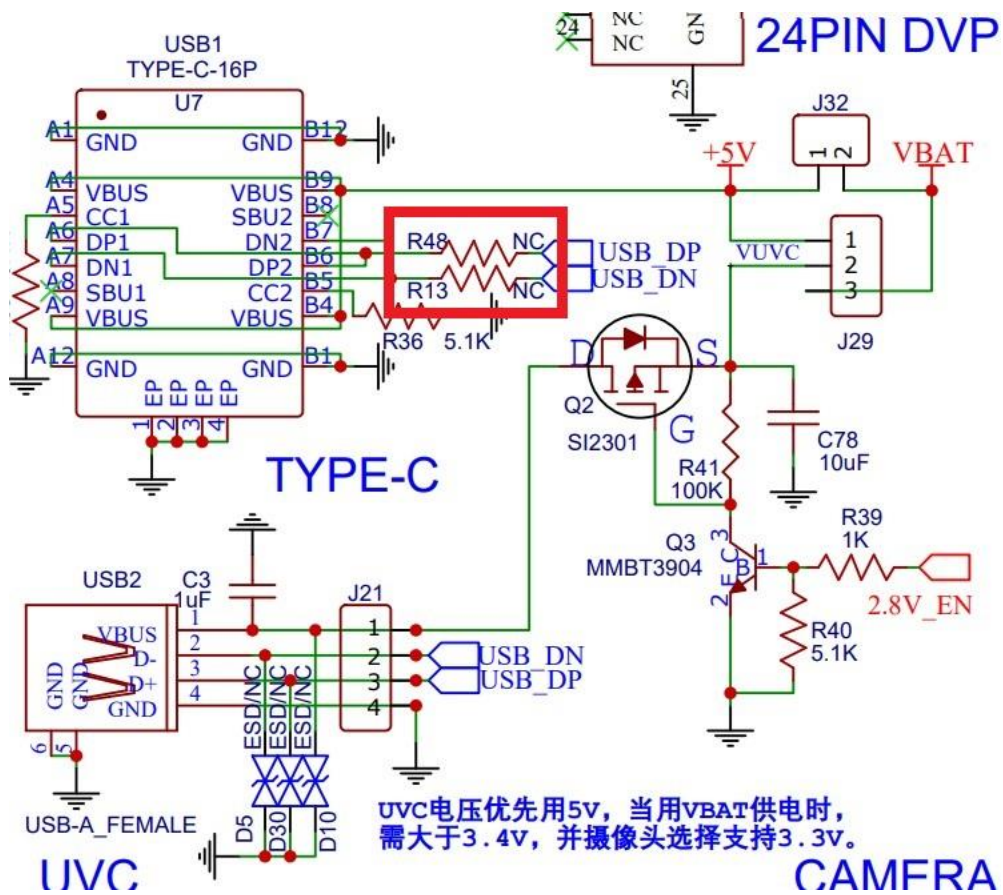 24
NC
NC
GN
25
24PIN DVP
USB1
TYPE-C-16P
U7
A1
GND
GND
B12
A4
VBUS
VBUS
B9
A5
CC1
SBU2
B8
A6
DP1
DN2
B7
A7
DN1
DP2
B6
A8
SBU1
CC2
B5
A9
VBUS
VBUS
B4
A12
GND
GND
B1
EP
EP
EP
EP
1
2
3
4
R48
NC
USB_DP
R13
NC
USB_DN
R36
5.1K
TYPE-C
J32
1
2
+5V
VBAT
VUVC
1
2
3
J29
D
S
G
Q2
SI2301
R41
100K
C78
10uF
Q3
MMBT3904
3
C
B
1
E
2
R39
1K
2.8V_EN
R40
5.1K
USB2
C3
1uF
J21
VBUS
1
D-
2
D+
3
GND
4
GND
GND
6
5
1
2
3
4
USB_DN
USB_DP
ESD/NC
ESD/NC
ESD/NC
D5
D30
D10
USB-A_FEMALE
UVC
UVC电压优先用5V，当用VBAT供电时，
需大于3.4V，并摄像头选择支持3.3V。
CAMERA